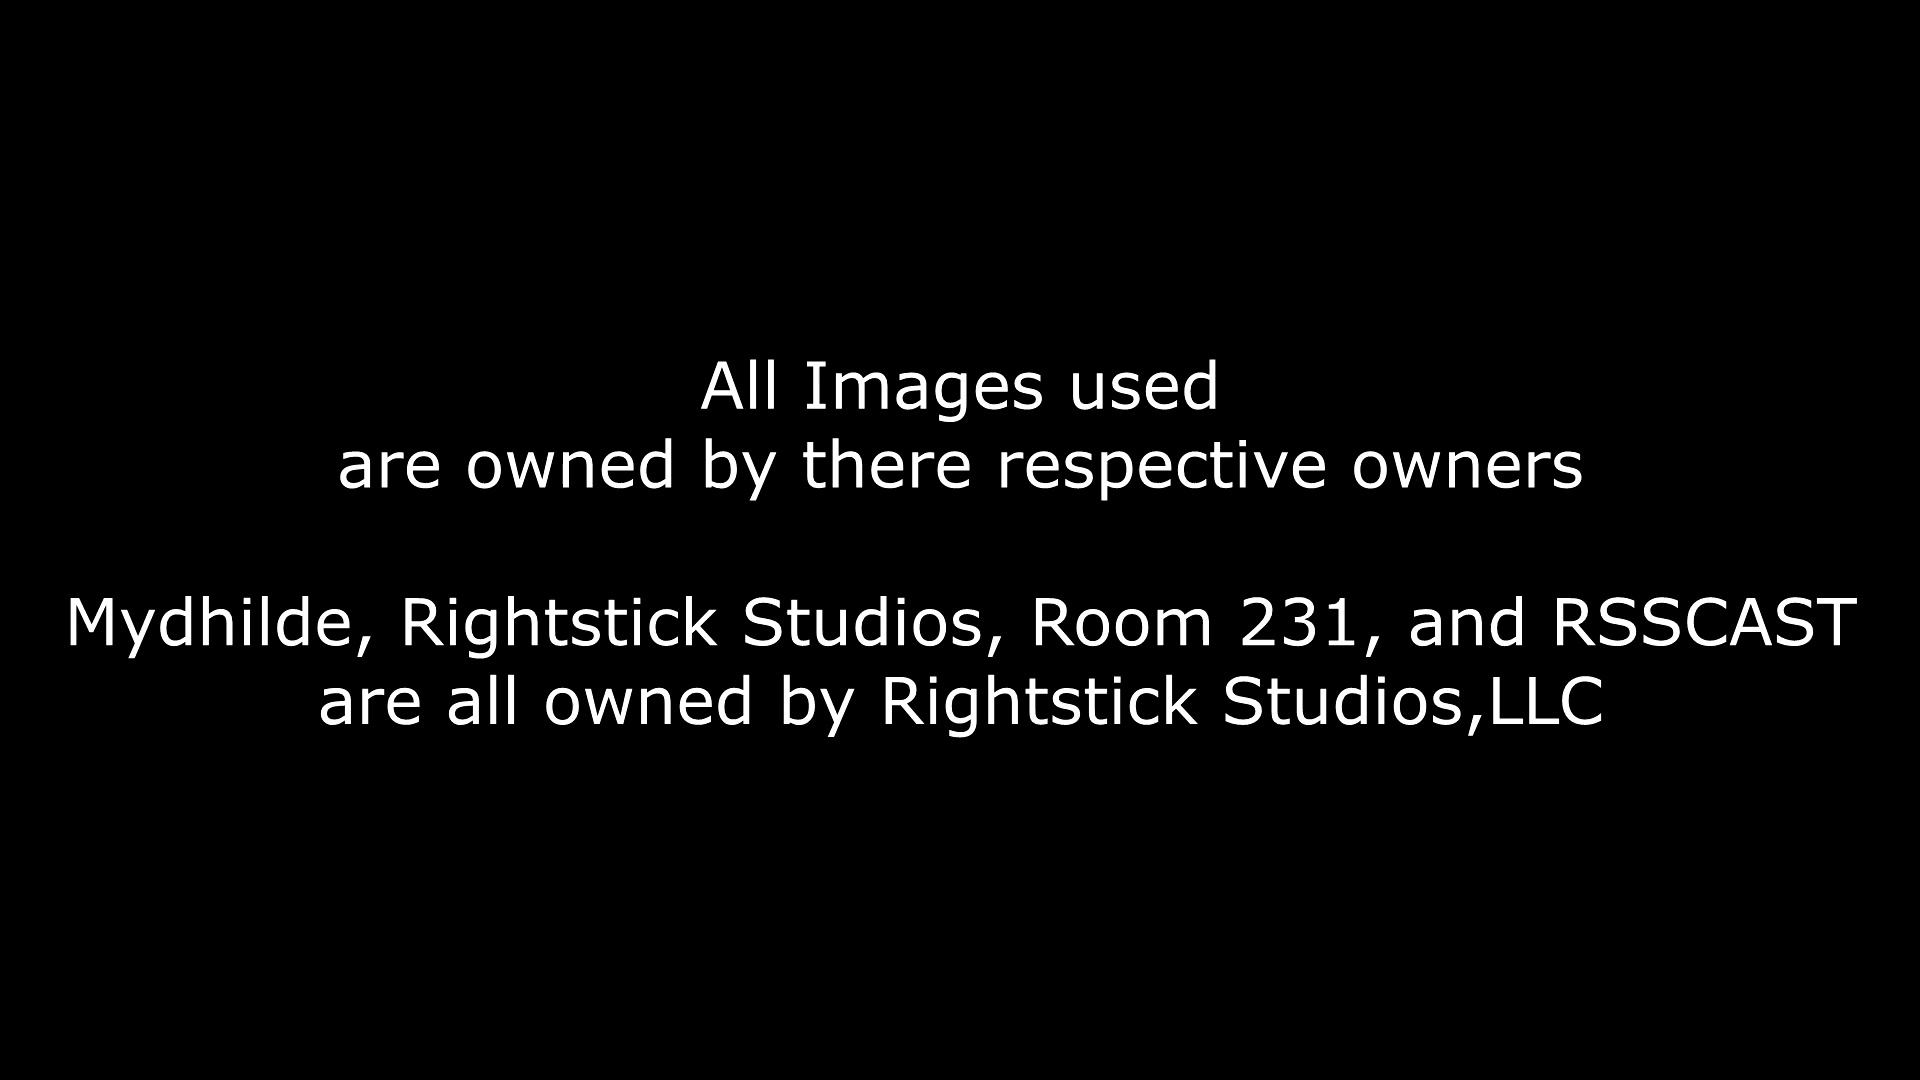 All Images used
are owned by there respective owners
Mydhilde, Rightstick Studios, Room 231, and RSSCAST
are all owned by Rightstick Studios,LLC